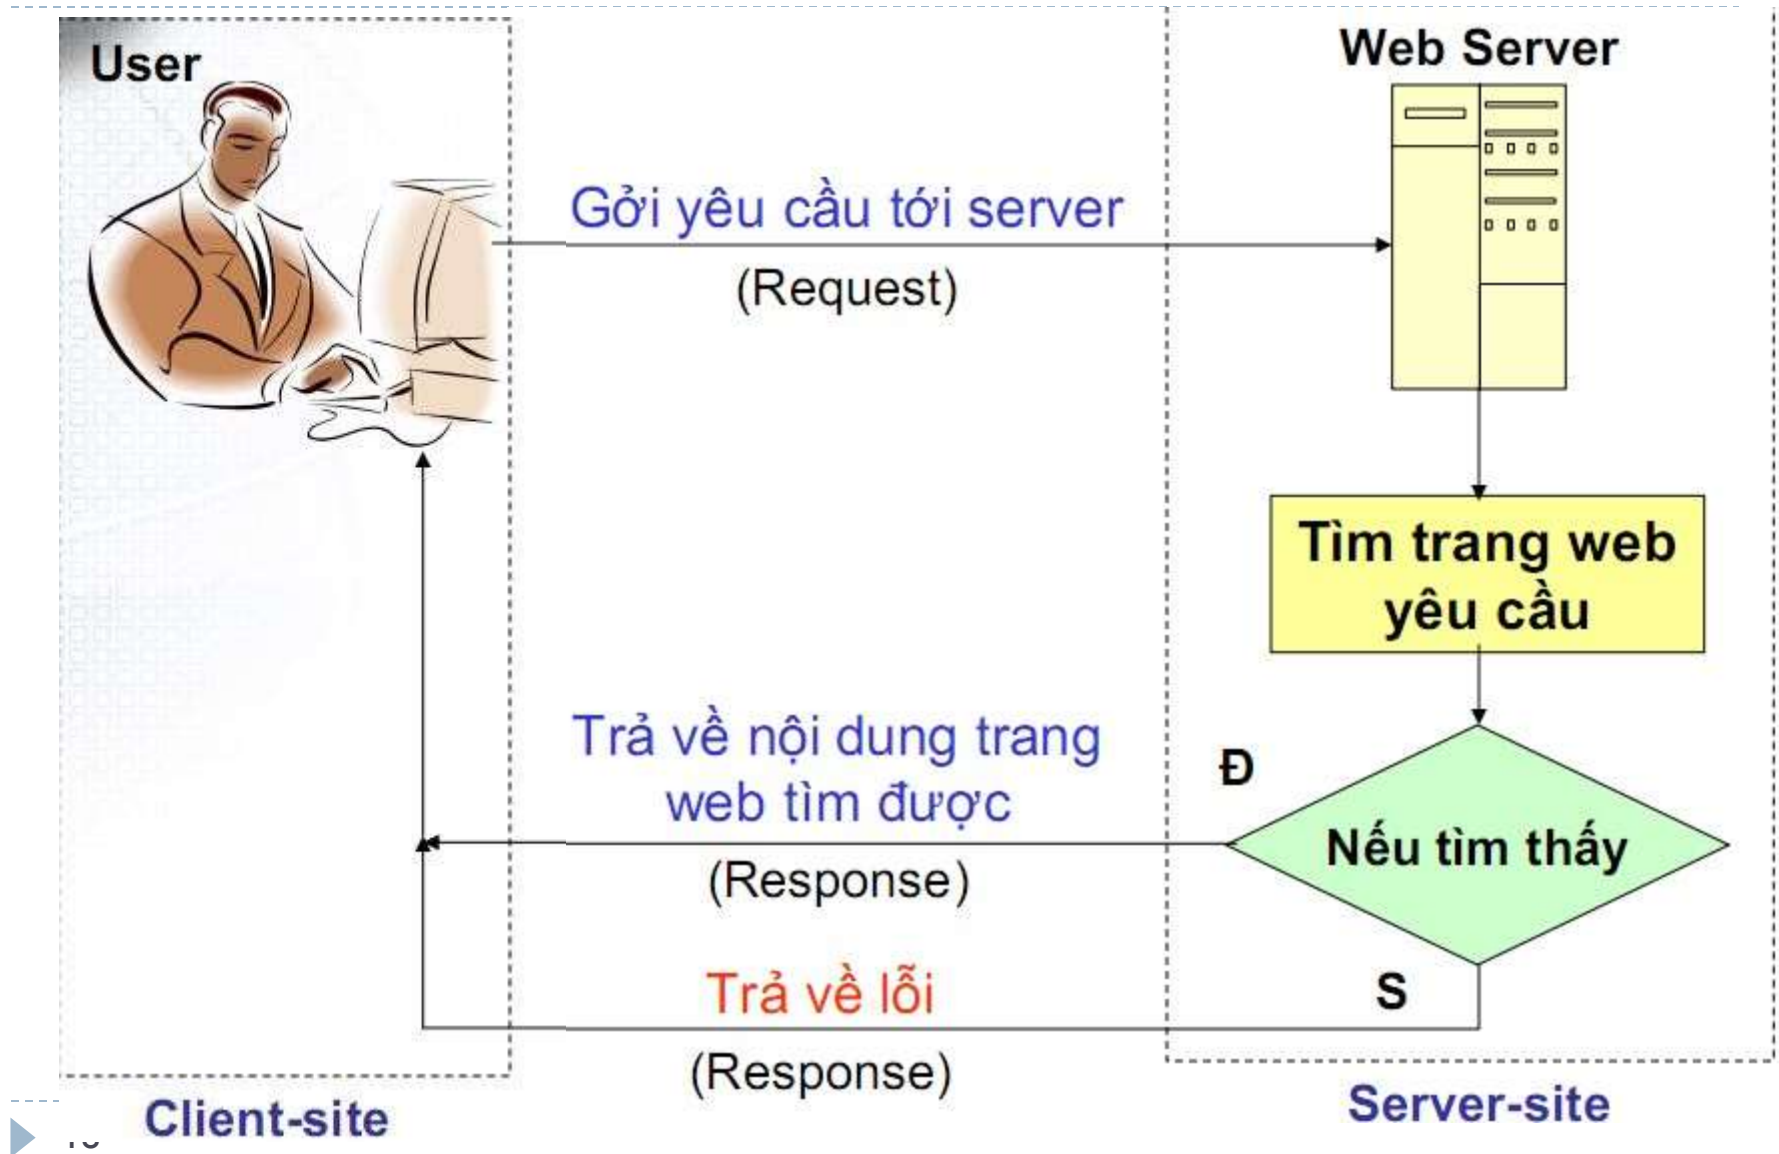 User
Web Server
Gởi yêu cầu tới server
(Request)
Tìm trang web
yêu cầu
Trả về nội dung trang
web tìm được
(Response)
Đ
Nếu tìm thấy
Trả về lỗi
(Response)
S
Client-site
Server-site